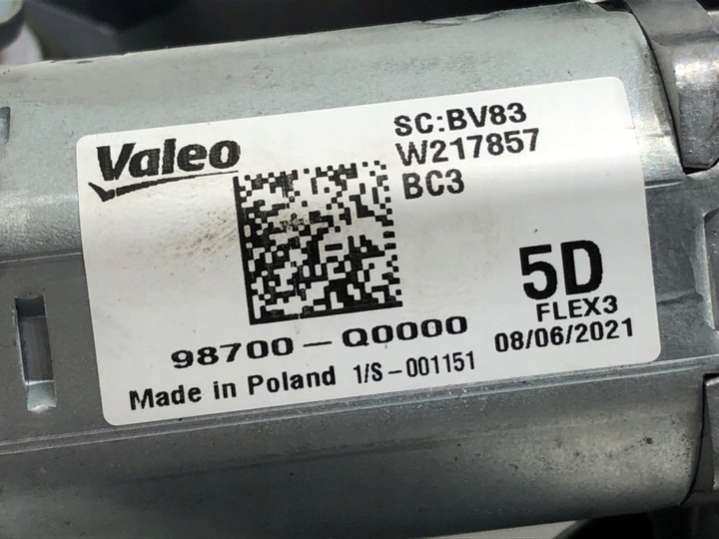 Valeo
SC:BV83
W217857
BC3
5D
FLEX3
98700-Q0000
08/06/2021
Made in Poland 1/S-001151